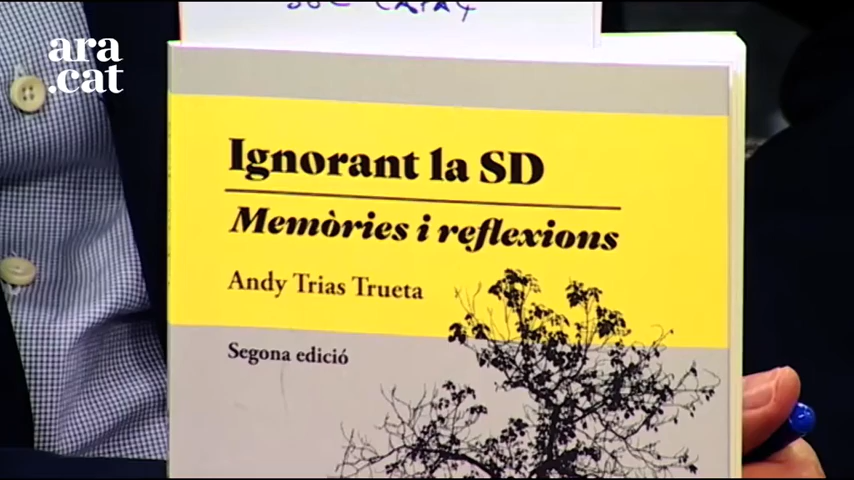 ara
.cat
Ignorant la SD
Memòries i reflexions
Andy Trias Trueta
Segona edició